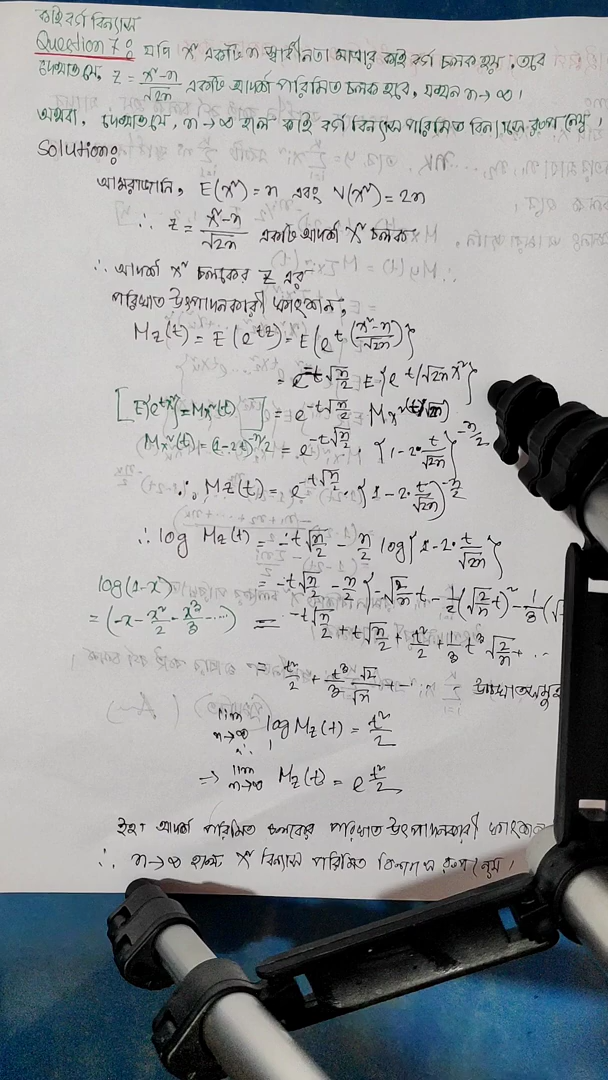 কাই বর্গ বিন্যাস
Question 7: যদি χ² একটি n স্বাধীনতা মাত্রার কাই বর্গ চলক হয়, তবে
দেখাও যে, z = (χ²-n)/√2n একটি আদর্শ পরিমিত চলক হবে, যখন n→∞।
অথবা, দেখাও যে, n→∞ হলে কাই বর্গ বিন্যাস পরিমিত বিন্যাসে রূপ নেয়।
Solution:
আমরা জানি, E(χ²) = n এবং V(χ²) = 2n
∴ z = (χ²-n)/√2n একটি আদর্শ χ² চলক
∴ আদর্শ χ² চলকের z এর
পরিঘাত উৎপাদনকারী অপেক্ষক,
Mz(t) = E(e^tz) = E{e^t((χ²-n)/√2n)}
= e^-t√(n/2) E{e^t/√2n χ²}
[E{e^tχ²} = Mχ²(t)] = e^-t√(n/2) Mχ²(t/√2n)
Mχ²(t) = (1-2t)^-n/2 = e^-t√(n/2) · {1-2·t/√2n}^-n/2
∴ Mz(t) = e^-t√(n/2) · {1-2·t/√2n}^-n/2
∴ log Mz(t) = -t√(n/2) - n/2 log{1-2·t/√2n}
log(1-x) = -t√(n/2) - n/2 {-√(2/n) t - 1/2(√(2/n) t)² - 1/3(√
= (-x - x²/2 - x³/3 - ....) = -t√(n/2) + t√(n/2) + t²/2 + 1/3 t³ √(2/n) + ..
= t²/2 + t³/3 √2/√n + ..
lim n→∞ log Mz(t) = t²/2
⇒ lim n→∞ Mz(t) = e^t²/2
ইহা আদর্শ পরিমিত চলকের পরিঘাত উৎপাদনকারী
∴ n→∞ হলে χ² বিন্যাস পরিমিত বিন্যাসে রূপ নেয়।